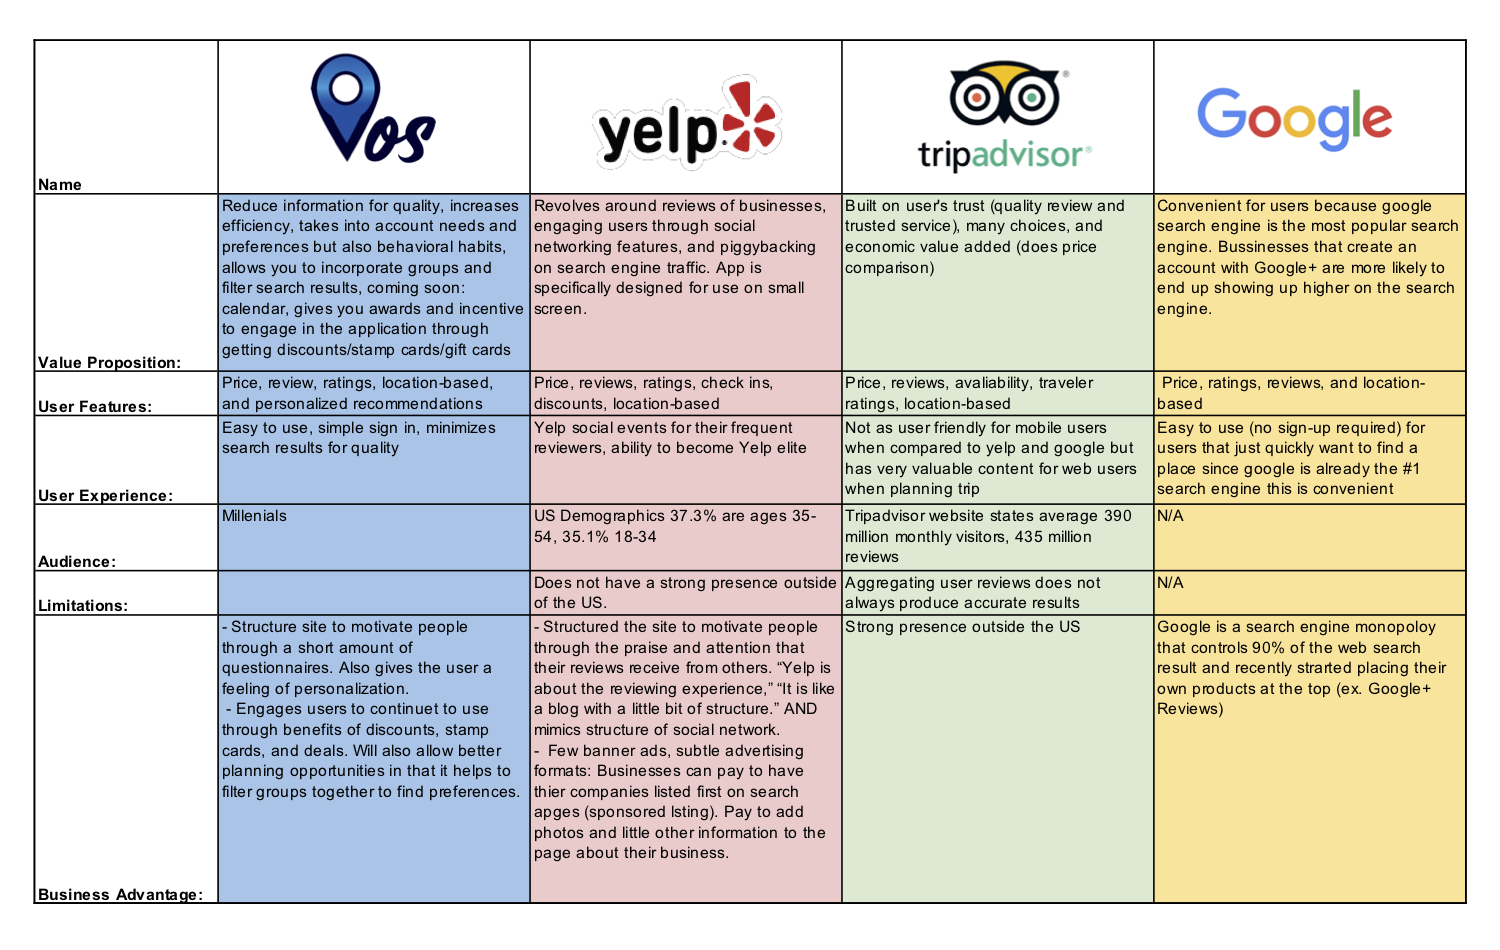 Name
Vos
yelp
tripadvisor®
Google
Value Proposition:
Reduce information for quality, increases
efficiency, takes into account needs and
preferences but also behavioral habits,
allows you to incorporate groups and
filter search results, coming soon:
calendar, gives you awards and incentive
to engage in the application through
getting discounts/stamp cards/gift cards
Revolves around reviews of businesses,
engaging users through social
networking features, and piggybacking
on search engine traffic. App is
specifically designed for use on small
screen.
Built on user's trust (quality review and
trusted service), many choices, and
economic value added (does price
comparison)
Convenient for users because google
search engine is the most popular search
engine. Bussinesses that create an
account with Google+ are more likely to
end up showing up higher on the search
engine.
User Features:
Price, review, ratings, location-based,
and personalized recommendations
Price, reviews, ratings, check ins,
discounts, location-based
Price, reviews, avaliability, traveler
ratings, location-based
Price, ratings, reviews, and location-
based
User Experience:
Easy to use, simple sign in, minimizes
search results for quality
Yelp social events for their frequent
reviewers, ability to become Yelp elite
Not as user friendly for mobile users
when compared to yelp and google but
has very valuable content for web users
when planning trip
Easy to use (no sign-up required) for
users that just quickly want to find a
place since google is already the #1
search engine this is convenient
Audience:
Millenials
US Demographics 37.3% are ages 35-
54, 35.1% 18-34
Tripadvisor website states average 390
million monthly visitors, 435 million
reviews
N/A
Limitations:
Does not have a strong presence outside
of the US.
Aggregating user reviews does not
always produce accurate results
N/A
Business Advantage:
- Structure site to motivate people
through a short amount of
questionnaires. Also gives the user a
feeling of personalization.
- Engages users to continuet to use
through benefits of discounts, stamp
cards, and deals. Will also allow better
planning opportunities in that it helps to
filter groups together to find preferences.
- Structured the site to motivate people
through the praise and attention that
their reviews receive from others. “Yelp is
about the reviewing experience,” “It is like
a blog with a little bit of structure.” AND
mimics structure of social network.
- Few banner ads, subtle advertising
formats: Businesses can pay to have
thier companies listed first on search
apges (sponsored lsting). Pay to add
photos and little other information to the
page about their business.
Strong presence outside the US
Google is a search engine monopoloy
that controls 90% of the web search
result and recently strarted placing their
own products at the top (ex. Google+
Reviews)